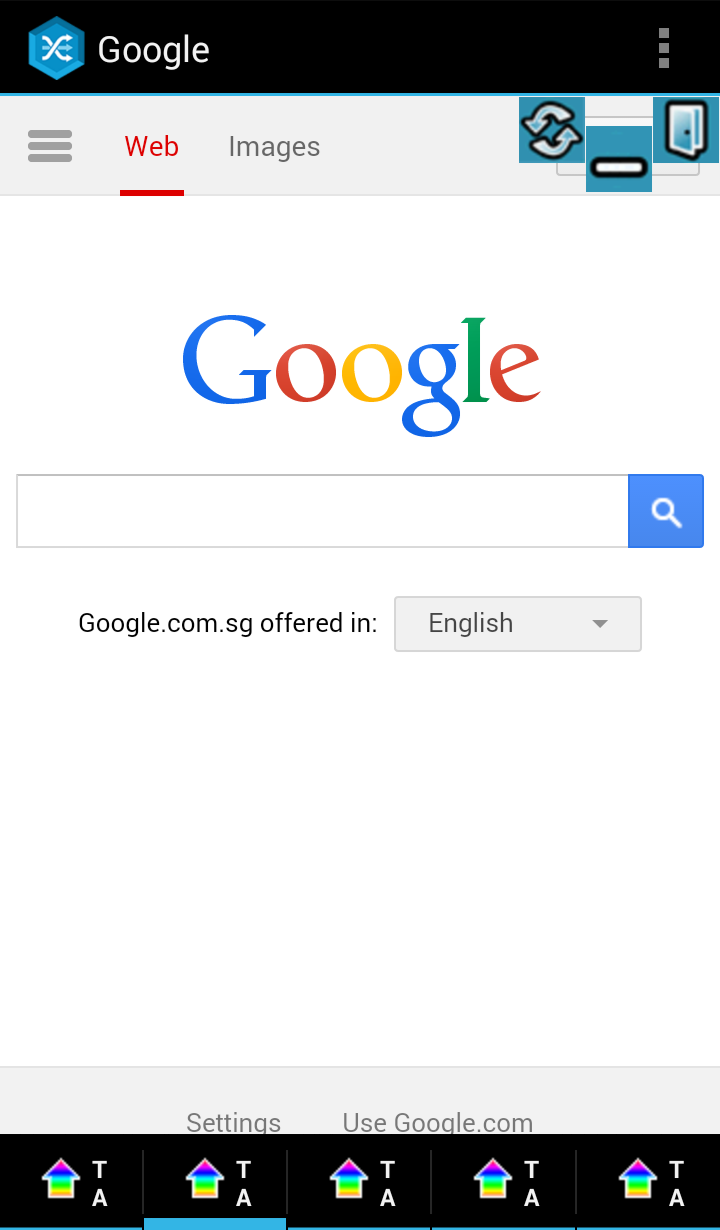 Google
Web Images
Google
Google.com.sg offered in: English
Settings Use Google.com
T T T T T
A A A A A